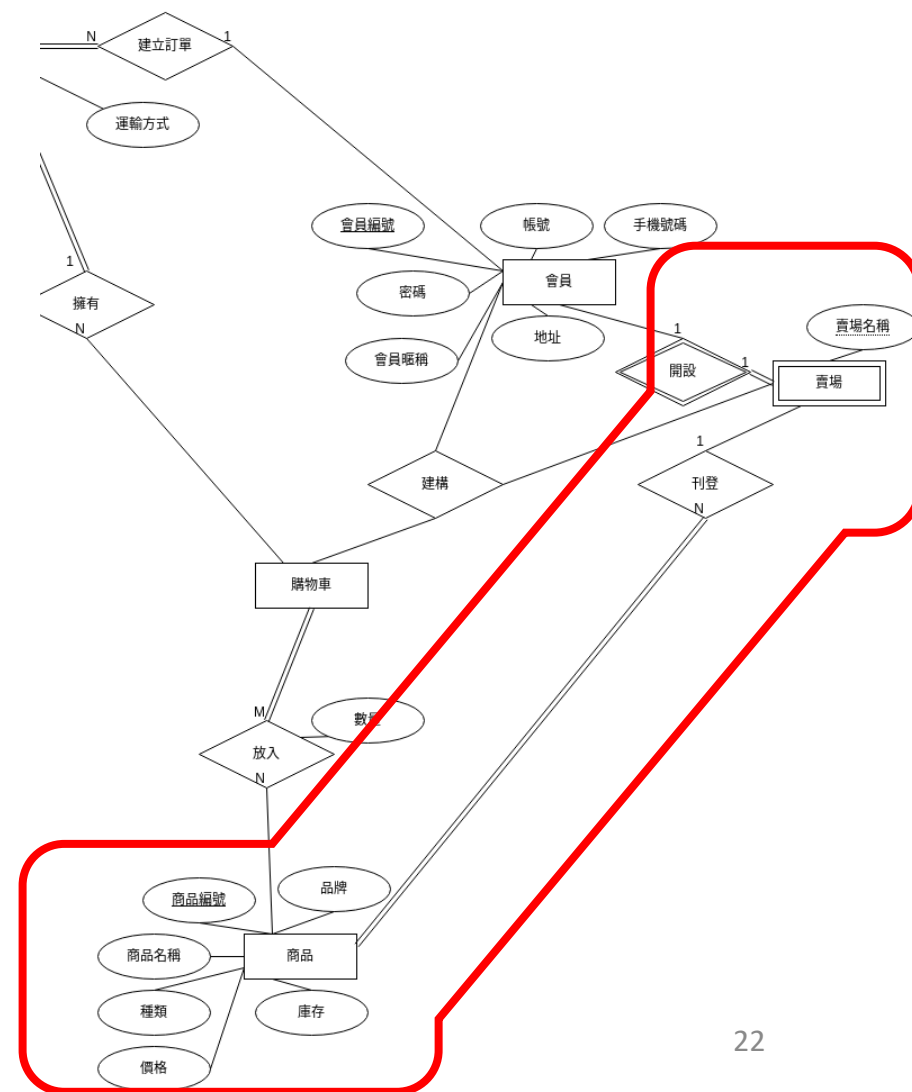 N
建立訂單
1
運輸方式
會員編號
帳號
手機號碼
1
會員
密碼
擁有
N
地址
會員暱稱
1
開設
1
賣場名稱
賣場
1
刊登
N
建構
購物車
M
數量
放入
N
商品編號
品牌
商品名稱
商品
種類
庫存
價格
22